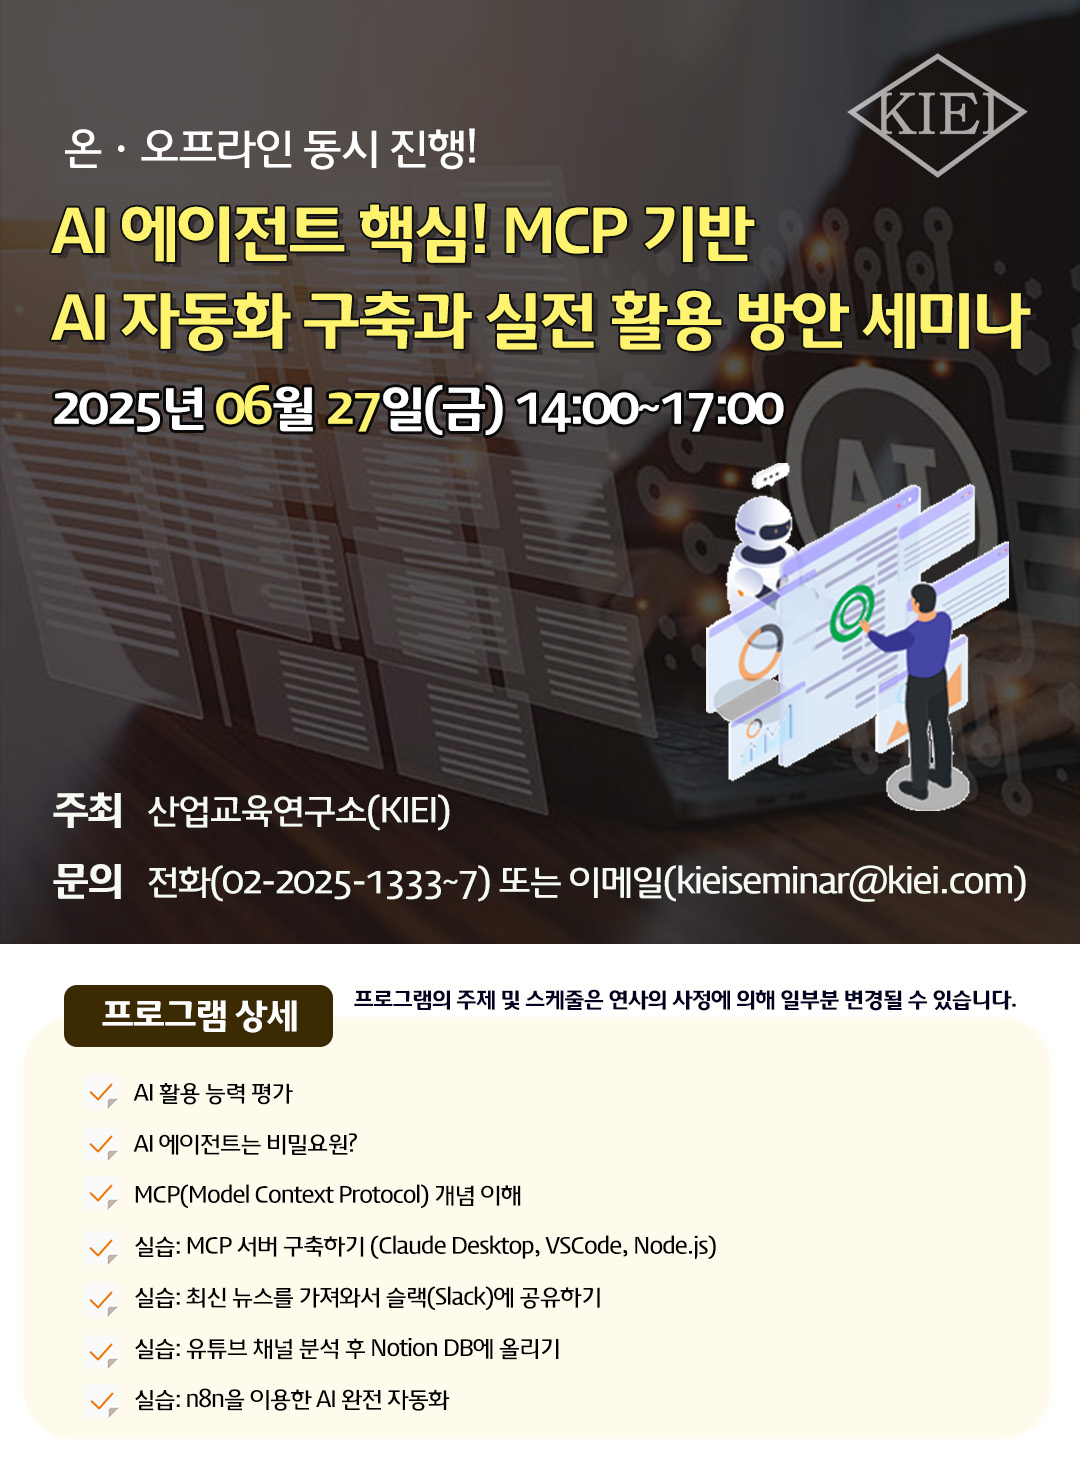 KIEI
온 · 오프라인 동시 진행!
AI 에이전트 핵심! MCP 기반
AI 자동화 구축과 실전 활용 방안 세미나
2025년 06월 27일(금) 14:00~17:00
AI
주최 산업교육연구소(KIEI)
문의 전화(02-2025-1333~7) 또는 이메일(kieiseminar@kiei.com)
프로그램 상세
프로그램의 주제 및 스케줄은 연사의 사정에 의해 일부분 변경될 수 있습니다.
AI 활용 능력 평가
AI 에이전트는 비밀요원?
MCP(Model Context Protocol) 개념 이해
실습: MCP 서버 구축하기 (Claude Desktop, VSCode, Node.js)
실습: 최신 뉴스를 가져와서 슬랙(Slack)에 공유하기
실습: 유튜브 채널 분석 후 Notion DB에 올리기
실습: n8n을 이용한 AI 완전 자동화